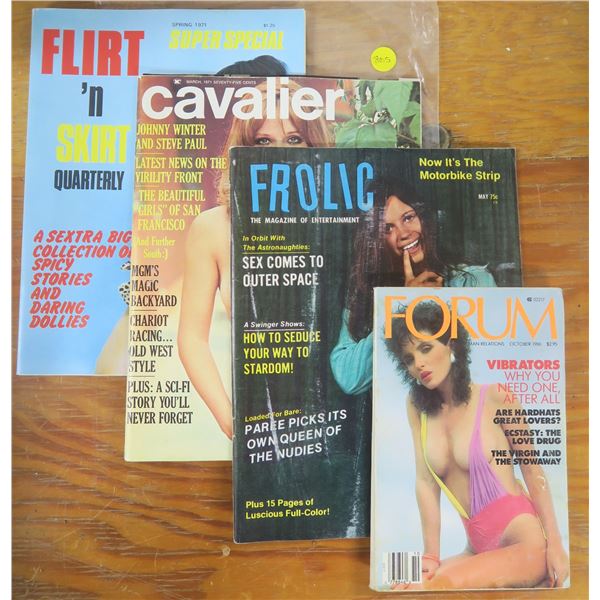 SPRING 1971
$1.25
FLIRT
'n
SKIRT
QUARTERLY
SUPER SPECIAL
A SEXTRA BIG
COLLECTION OF
SPICY
STORIES
AND
DARING
DOLLIES
MARCH, 1971 SEVENTY-FIVE CENTS
cavalier
JOHNNY WINTER
AND STEVE PAUL
LATEST NEWS ON THE
VIRILITY FRONT
THE BEAUTIFUL
"GIRLS" OF SAN
FRANCISCO
(And Further
South:)
MGM'S
MAGIC
BACKYARD
CHARIOT
RACING...
OLD WEST
STYLE
PLUS: A SCI-FI
STORY YOU'LL
NEVER FORGET
FROLIC
THE MAGAZINE OF ENTERTAINMENT
Now It's The
Motorbike Strip
MAY 75c
In Orbit With
The Astronaughties:
SEX COMES TO
OUTER SPACE
A Swinger Shows:
HOW TO SEDUCE
YOUR WAY TO
STARDOM!
Loaded For Bare:
PAREE PICKS ITS
OWN QUEEN OF
THE NUDIES
Plus 15 Pages of
Luscious Full-Color!
FORUM
MAN RELATIONS OCTOBER $2.95
VIBRATORS
WHY YOU
NEED ONE,
AFTER ALL
ARE HARDHATS
GREAT LOVERS?
ECSTASY: THE
LOVE DRUG
THE VIRGIN AND
THE STOWAWAY
10